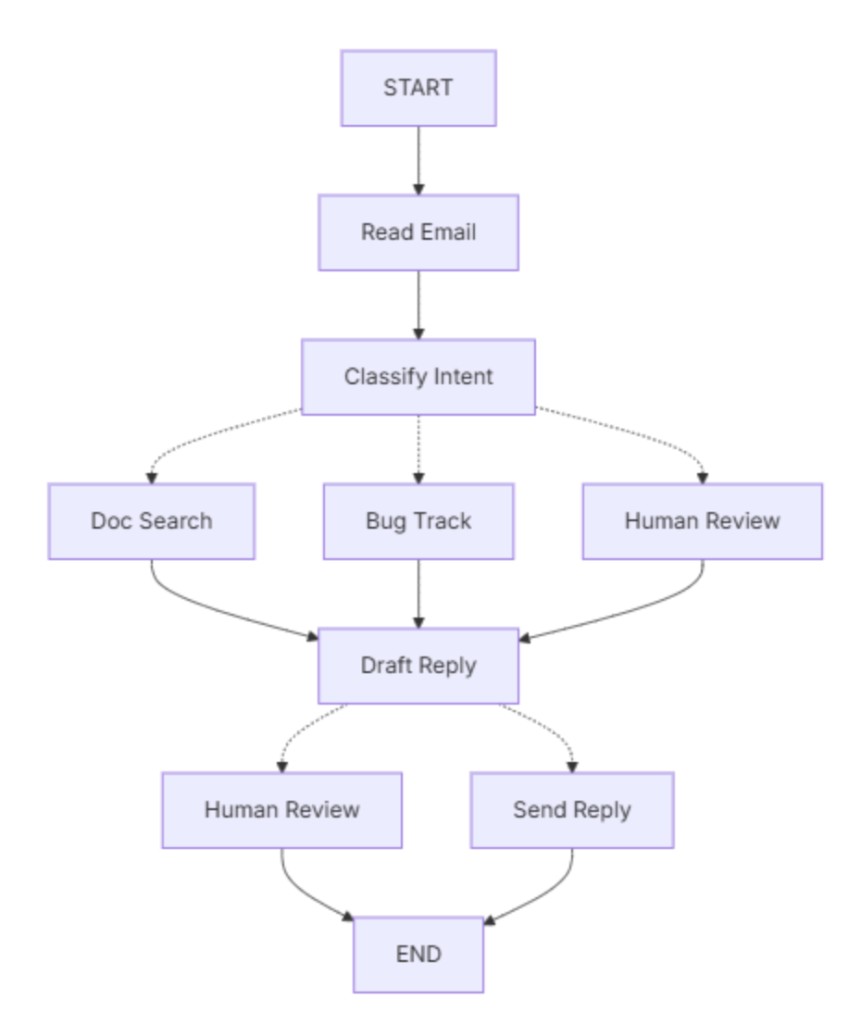 START
Read Email
Classify Intent
Doc Search
Bug Track
Human Review
Draft Reply
Human Review
Send Reply
END